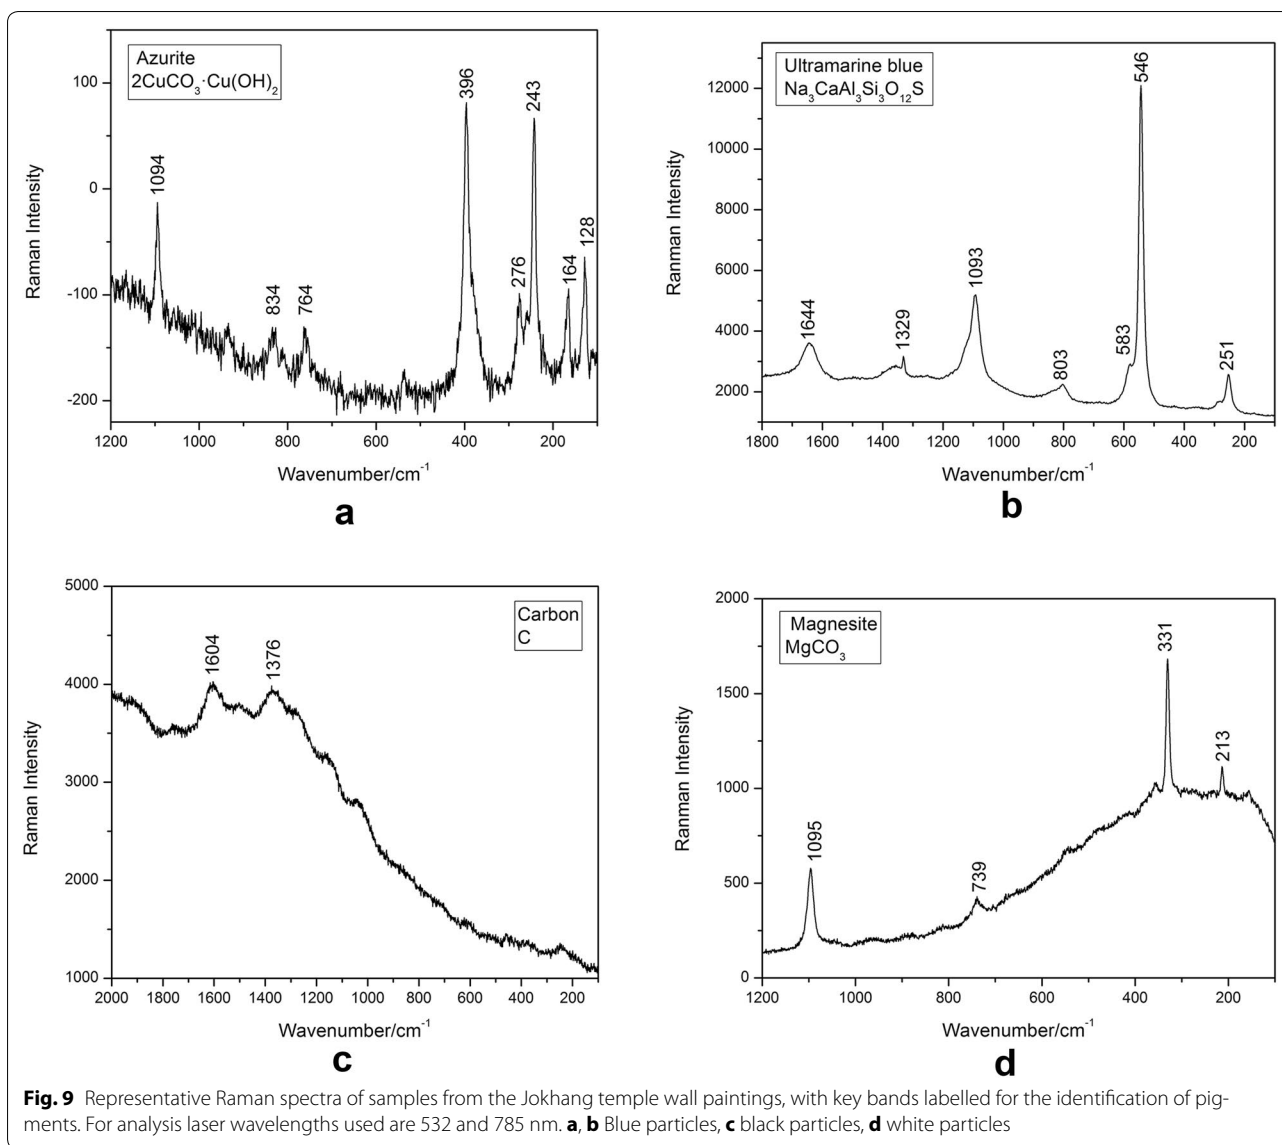 Azurite
2CuCO₃·Cu(OH)₂
1094
834
764
396
276
243
164
128
100
0
-100
-200
Raman Intensity
1200 1000 800 600 400 200
Wavenumber/cm⁻¹
a
Ultramarine blue
Na₃CaAl₃Si₃O₁₂S
1644
1329
1093
803
583
546
251
12000
10000
8000
6000
4000
2000
Ranman Intensity
1800 1600 1400 1200 1000 800 600 400 200
Wavenumber/cm⁻¹
b
Carbon
C
1604
1376
5000
4000
3000
2000
1000
Raman Intensity
2000 1800 1600 1400 1200 1000 800 600 400 200
Wavenumber/cm⁻¹
c
Magnesite
MgCO₃
1095
739
331
213
2000
1500
1000
500
0
Ranman Intensity
1200 1000 800 600 400 200
Wavenumber/cm⁻¹
d
Fig. 9 Representative Raman spectra of samples from the Jokhang temple wall paintings, with key bands labelled for the identification of pig-
ments. For analysis laser wavelengths used are 532 and 785 nm. a, b Blue particles, c black particles, d white particles